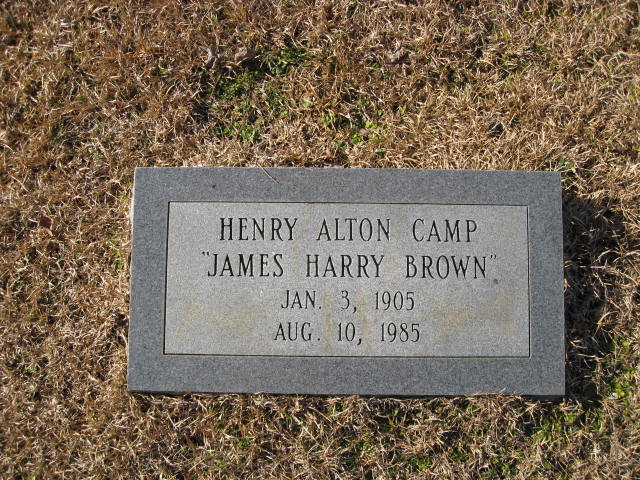 HENRY ALTON CAMP
"JAMES HARRY BROWN"
JAN. 3, 1905
AUG. 10, 1985